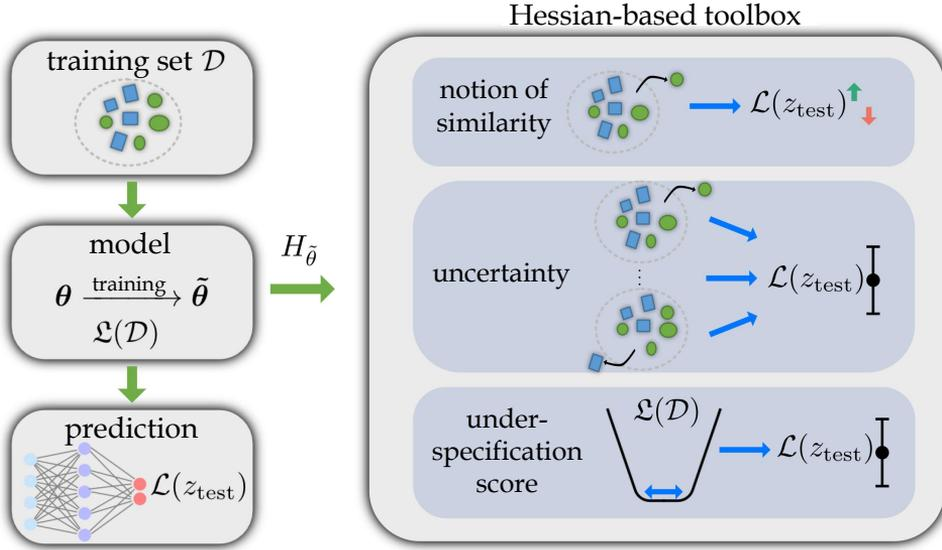 Hessian-based toolbox
training set 𝒟
model
training
𝜽 ⟶ 𝜽̃
𝔏(𝒟)
prediction
ℒ(z_test)
H_θ̃
notion of
similarity
ℒ(z_test)
uncertainty
⋮
ℒ(z_test)
under-
specification
score
𝔏(𝒟)
ℒ(z_test)